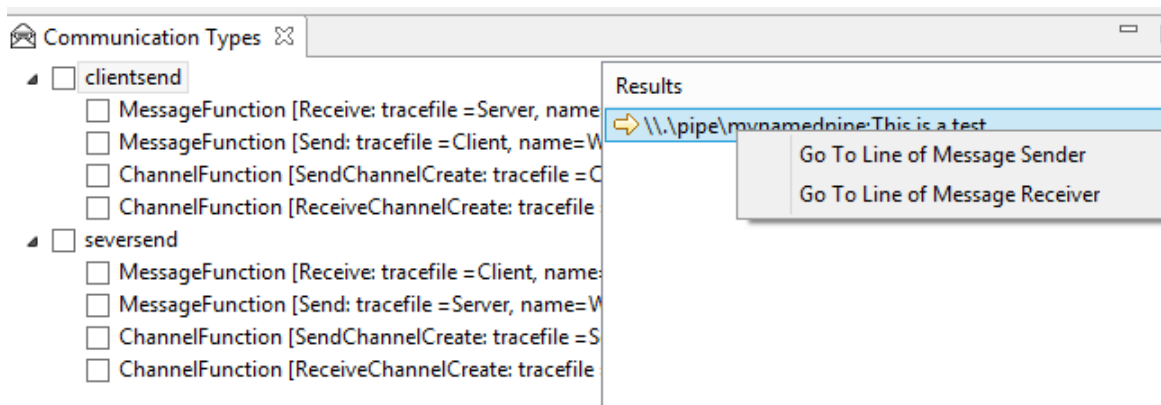 Communication Types
clientsend
MessageFunction [Receive: tracefile =Server, name
MessageFunction [Send: tracefile =Client, name=W
ChannelFunction [SendChannelCreate: tracefile =C
ChannelFunction [ReceiveChannelCreate: tracefile
seversend
MessageFunction [Receive: tracefile =Client, name=
MessageFunction [Send: tracefile =Server, name=W
ChannelFunction [SendChannelCreate: tracefile =S
ChannelFunction [ReceiveChannelCreate: tracefile
Results
\\.\pipe\mynamedpipe:This is a test
Go To Line of Message Sender
Go To Line of Message Receiver